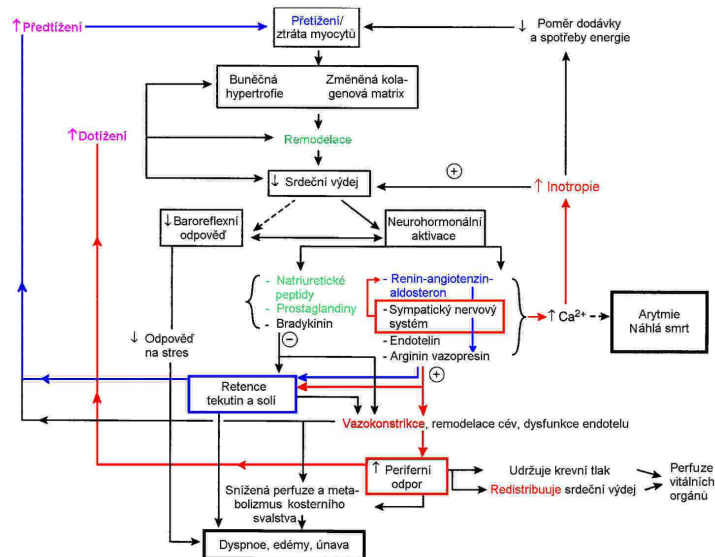 ↑Předtížení
Přetížení/
ztráta myocytů
↓ Poměr dodávky
a spotřeby energie
Buněčná
hypertrofie
Změněná kola-
genová matrix
↑Dotížení
Remodelace
↓ Srdeční výdej
+
↑ Inotropie
↓Baroreflexní
odpověď
Neurohormonální
aktivace
- Natriuretické
peptidy
- Prostaglandiny
- Bradykinin
- Renin-angiotenzin-
aldosteron
- Sympatický nervový
systém
- Endotelin
- Arginin vazopresin
↑ Ca2+
Arytmie
Náhlá smrt
↓ Odpověď
na stres
−
+
Retence
tekutin a solí
Vazokonstrikce, remodelace cév, dysfunkce endotelu
↑
Periferní
odpor
Udržuje krevní tlak
Redistribuuje srdeční výdej
Perfuze
vitálních
orgánů
Snížená perfuze a meta-
bolizmus kosterního
svalstva
Dyspnoe, edémy, únava